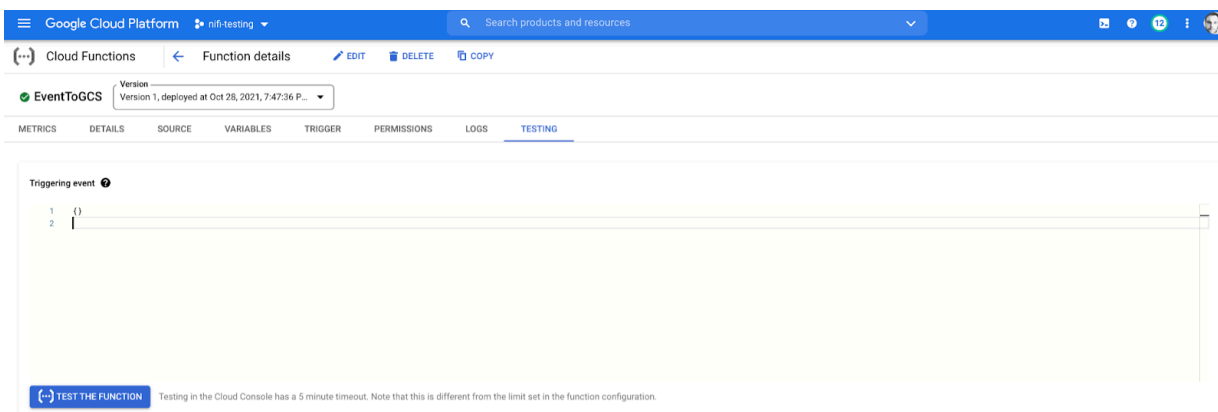 Google Cloud Platform nifi-testing Search products and resources 12
Cloud Functions Function details EDIT DELETE COPY
EventToGCS Version Version 1, deployed at Oct 28, 2021, 7:47:36 P...
METRICS DETAILS SOURCE VARIABLES TRIGGER PERMISSIONS LOGS TESTING
Triggering event
1 {}
2
TEST THE FUNCTION Testing in the Cloud Console has a 5 minute timeout. Note that this is different from the limit set in the function configuration.